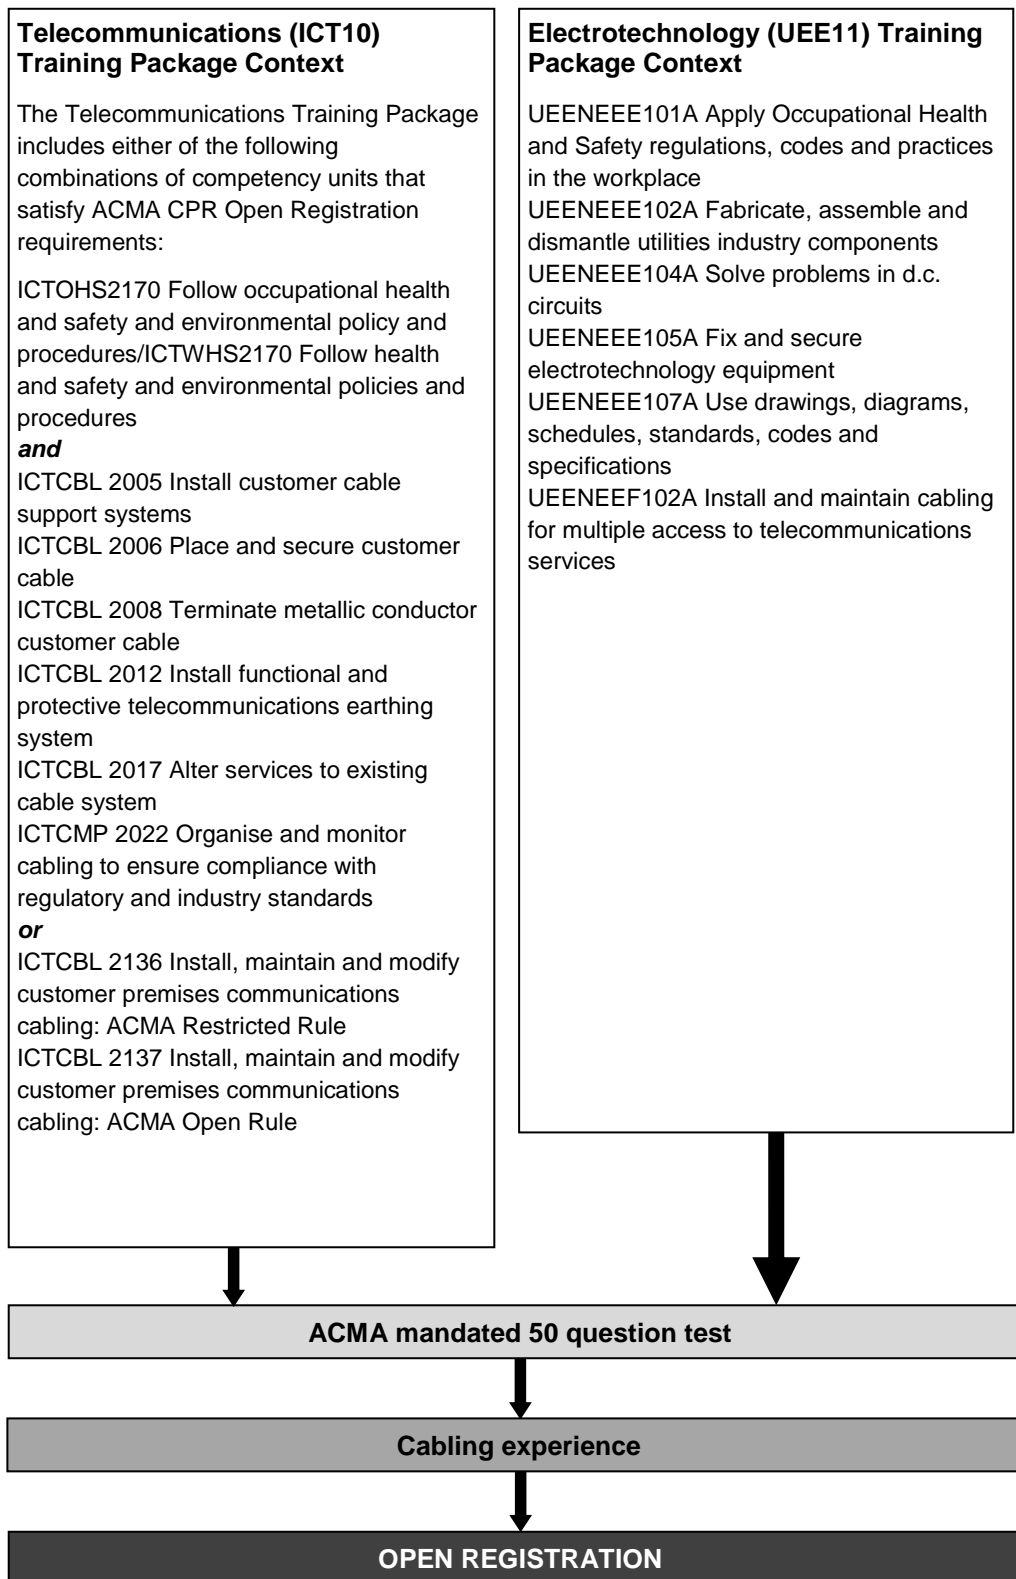 Telecommunications (ICT10)
Training Package Context
The Telecommunications Training Package
includes either of the following
combinations of competency units that
satisfy ACMA CPR Open Registration
requirements:
ICTOHS2170 Follow occupational health
and safety and environmental policy and
procedures/ICTWHS2170 Follow health
and safety and environmental policies and
procedures
and
ICTCBL 2005 Install customer cable
support systems
ICTCBL 2006 Place and secure customer
cable
ICTCBL 2008 Terminate metallic conductor
customer cable
ICTCBL 2012 Install functional and
protective telecommunications earthing
system
ICTCBL 2017 Alter services to existing
cable system
ICTCMP 2022 Organise and monitor
cabling to ensure compliance with
regulatory and industry standards
or
ICTCBL 2136 Install, maintain and modify
customer premises communications
cabling: ACMA Restricted Rule
ICTCBL 2137 Install, maintain and modify
customer premises communications
cabling: ACMA Open Rule
Electrotechnology (UEE11) Training
Package Context
UEENEEE101A Apply Occupational Health
and Safety regulations, codes and practices
in the workplace
UEENEEE102A Fabricate, assemble and
dismantle utilities industry components
UEENEEE104A Solve problems in d.c.
circuits
UEENEEE105A Fix and secure
electrotechnology equipment
UEENEEE107A Use drawings, diagrams,
schedules, standards, codes and
specifications
UEENEEF102A Install and maintain cabling
for multiple access to telecommunications
services
ACMA mandated 50 question test
Cabling experience
OPEN REGISTRATION